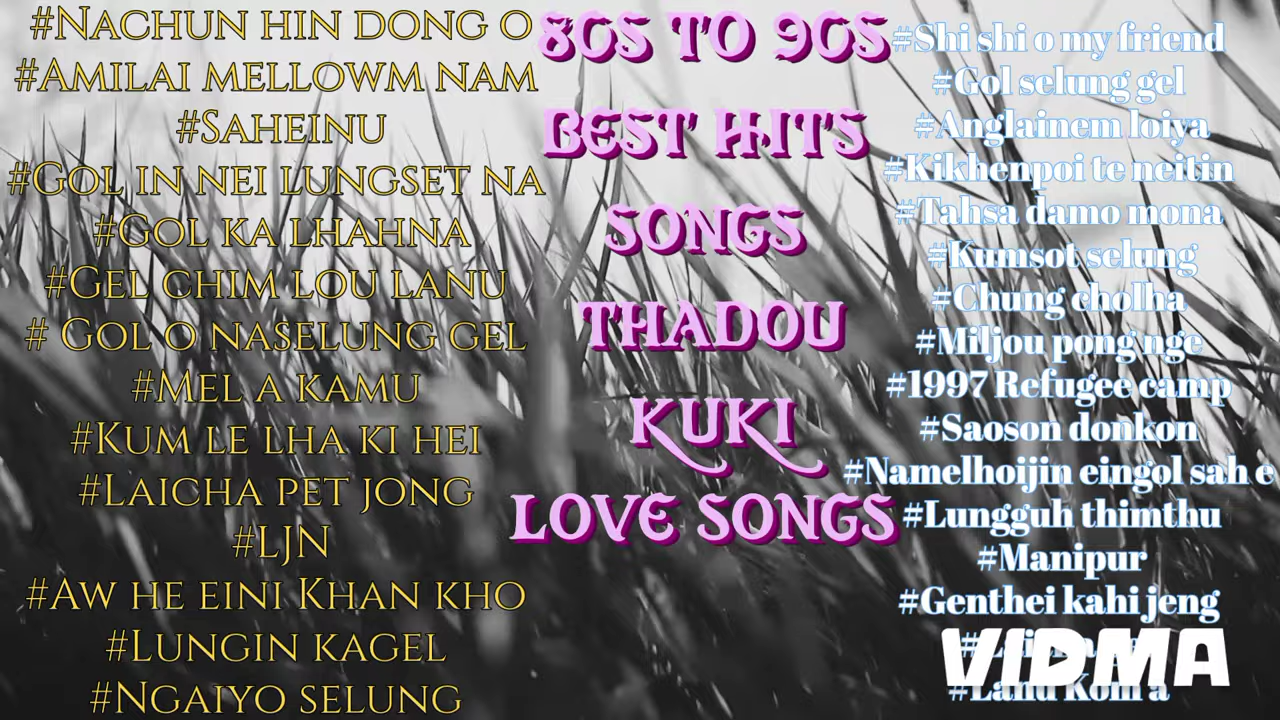 #Nachun hin dong o
#Amilai mellowm nam
#Saheinu
#Gol in nei lungset na
#Gol ka lhahna
#Gel chim lou lanu
# Gol o naselung gel
#Mel a kamu
#Kum le lha ki hei
#Laicha pet jong
#LJN
#Aw he eini Khan kho
#Lungin kagel
#Ngaiyo selung
80s to 90s
Best Hits
Songs
Thadou
Kuki
Love Songs
#Shi shi o my friend
#Gol selung gel
#Anglainem loiya
#Kikhenpoi te neitin
#Tahsa damo mona
#Kumsot selung
#Chung cholha
#Miljou pong nge
#1997 Refugee camp
#Saoson donkon
#Namelhoijin eingol sah e
#Lungguh thimthu
#Manipur
#Genthei kahi jeng
#Lanu Kom a
VIDMA